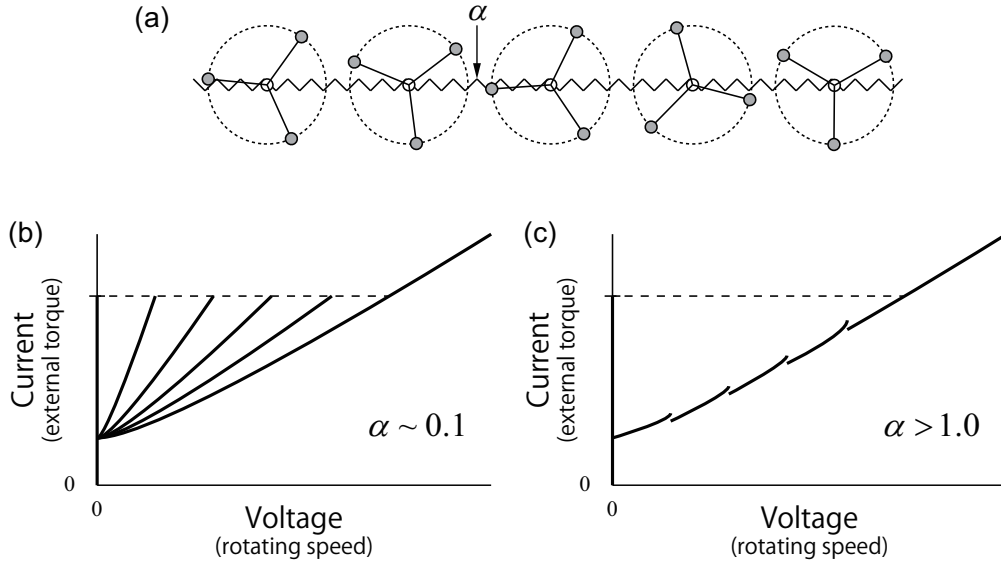 (a)
α
(b)
Current
(external torque)
0
0
Voltage
(rotating speed)
α ~ 0.1
(c)
Current
(external torque)
0
0
Voltage
(rotating speed)
α > 1.0